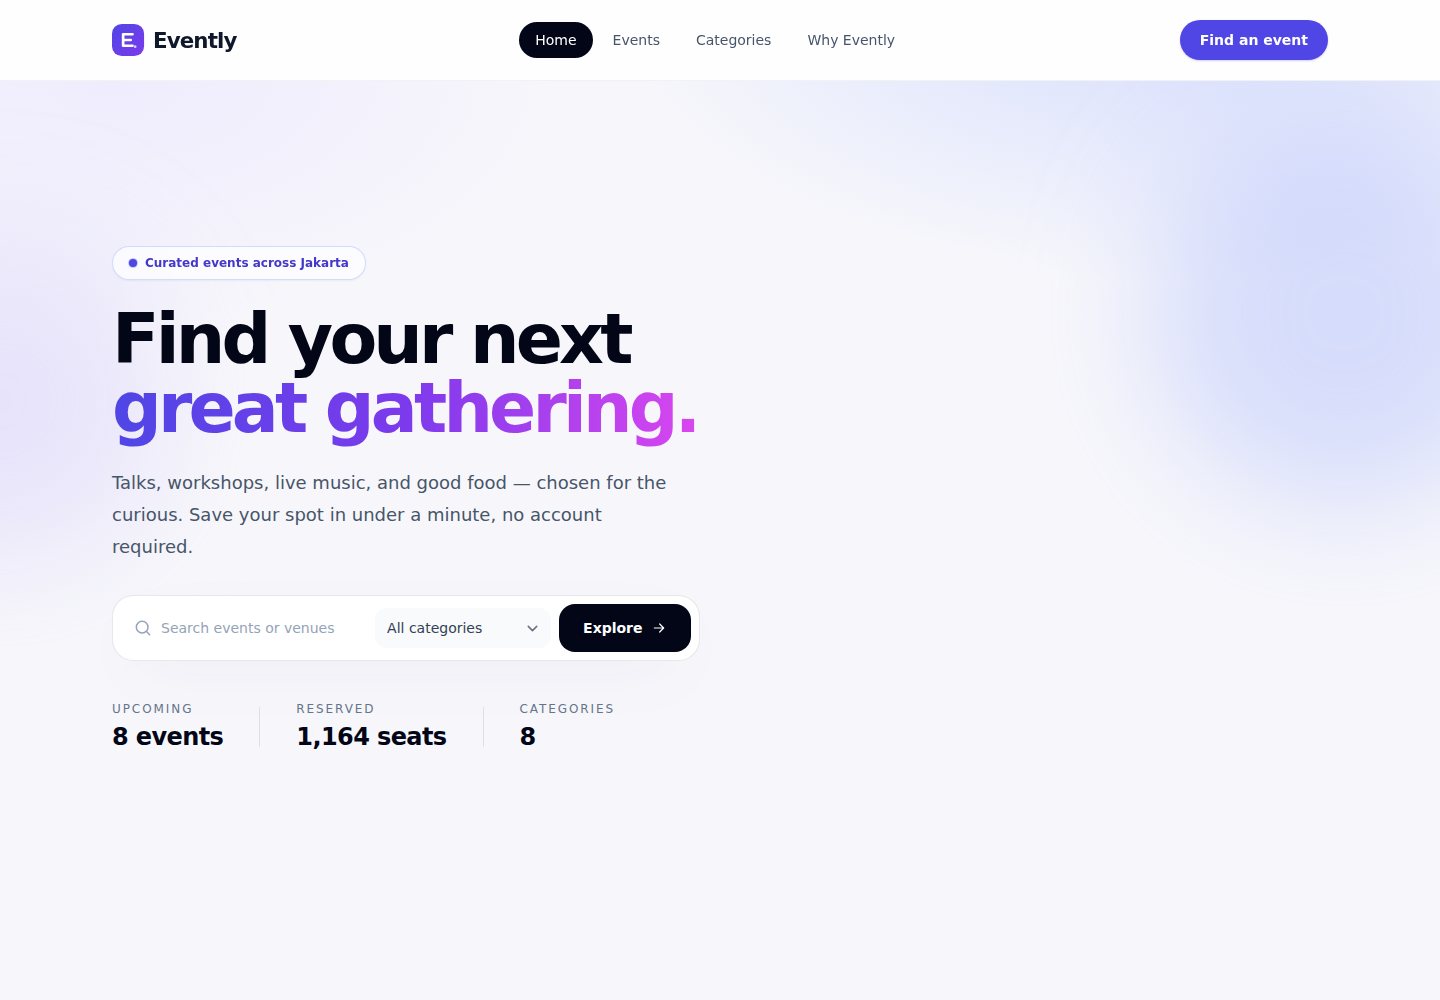 Evently
Home
Events
Categories
Why Evently
Find an event
Curated events across Jakarta
Find your next
great gathering.
Talks, workshops, live music, and good food — chosen for the
curious. Save your spot in under a minute, no account
required.
Search events or venues
All categories
Explore
UPCOMING
8 events
RESERVED
1,164 seats
CATEGORIES
8